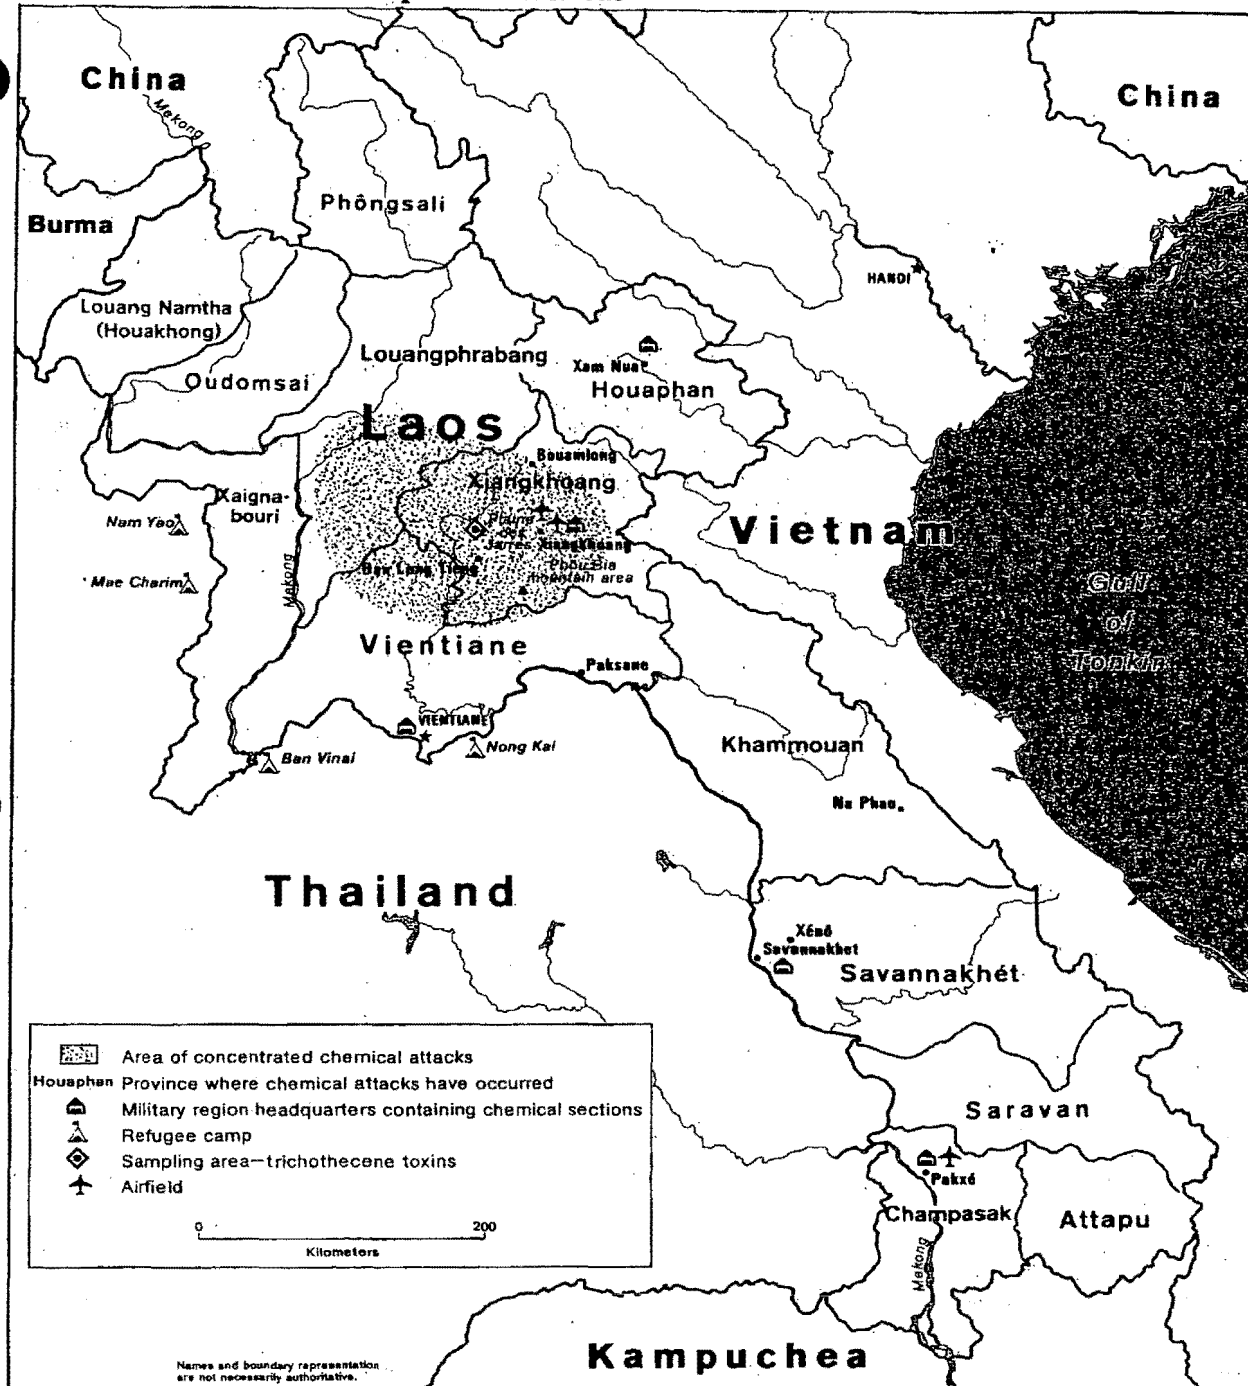 China
China
Mekong
Phôngsali
Burma
HANOI
Louang Namtha
(Houakhong)
Louangphrabang
Xam Nua
Oudomsai
Houaphan
Laos
Bouamlong
Xiangkhoang
Xaigna-
bouri
Nam Yao
Plaine
des
Jarres
Xiangkhoang
Vietnam
Phou Bia
mountain area
Mae Charim
Mekong
Gulf
of
Tonkin
Vientiane
Paksane
VIENTIANE
Nong Kai
Khammouan
Ban Vinai
Na Phao
Thailand
Xénô
Savannakhet
Savannakhét
Area of concentrated chemical attacks
Houaphan Province where chemical attacks have occurred
Military region headquarters containing chemical sections
Refugee camp
Sampling area—trichothecene toxins
Airfield
0 200
Kilometers
Saravan
Pakxé
Champasak
Attapu
Mekong
Kampuchea
Names and boundary representation
are not necessarily authoritative.